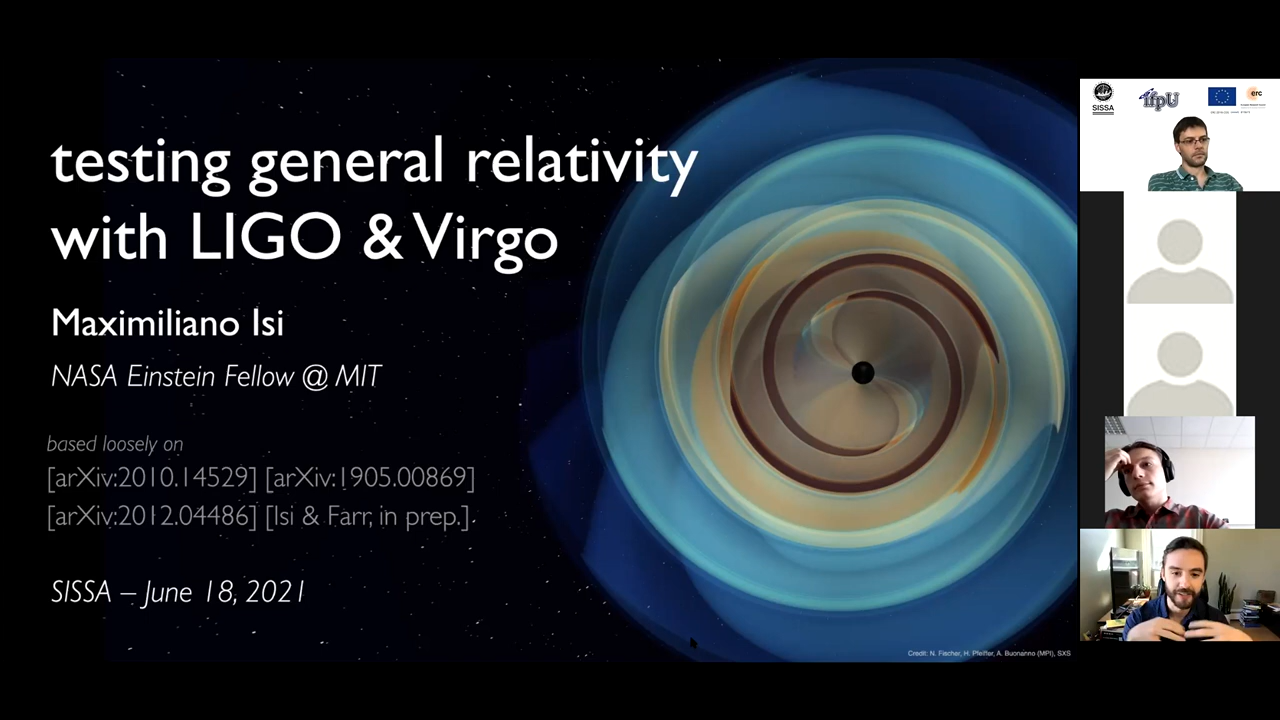 testing general relativity
with LIGO & Virgo
Maximiliano Isi
NASA Einstein Fellow @ MIT
based loosely on
[arXiv:2010.14529] [arXiv:1905.00869]
[arXiv:2012.04486] [Isi & Farr, in prep.].
SISSA – June 18, 2021
Credit: N. Fischer, H. Pfeiffer, A. Buonanno (MPI), SXS
SISSA
ifpU
erc